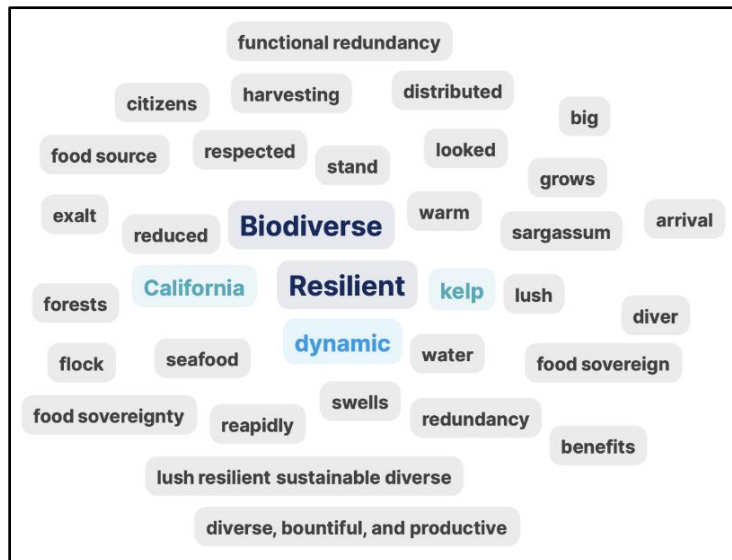 functional redundancy
citizens
harvesting
distributed
big
food source
respected
stand
looked
grows
exalt
reduced
Biodiverse
warm
sargassum
arrival
forests
California
Resilient
kelp
lush
diver
flock
seafood
dynamic
water
food sovereign
food sovereignty
reapidly
swells
redundancy
benefits
lush resilient sustainable diverse
diverse, bountiful, and productive